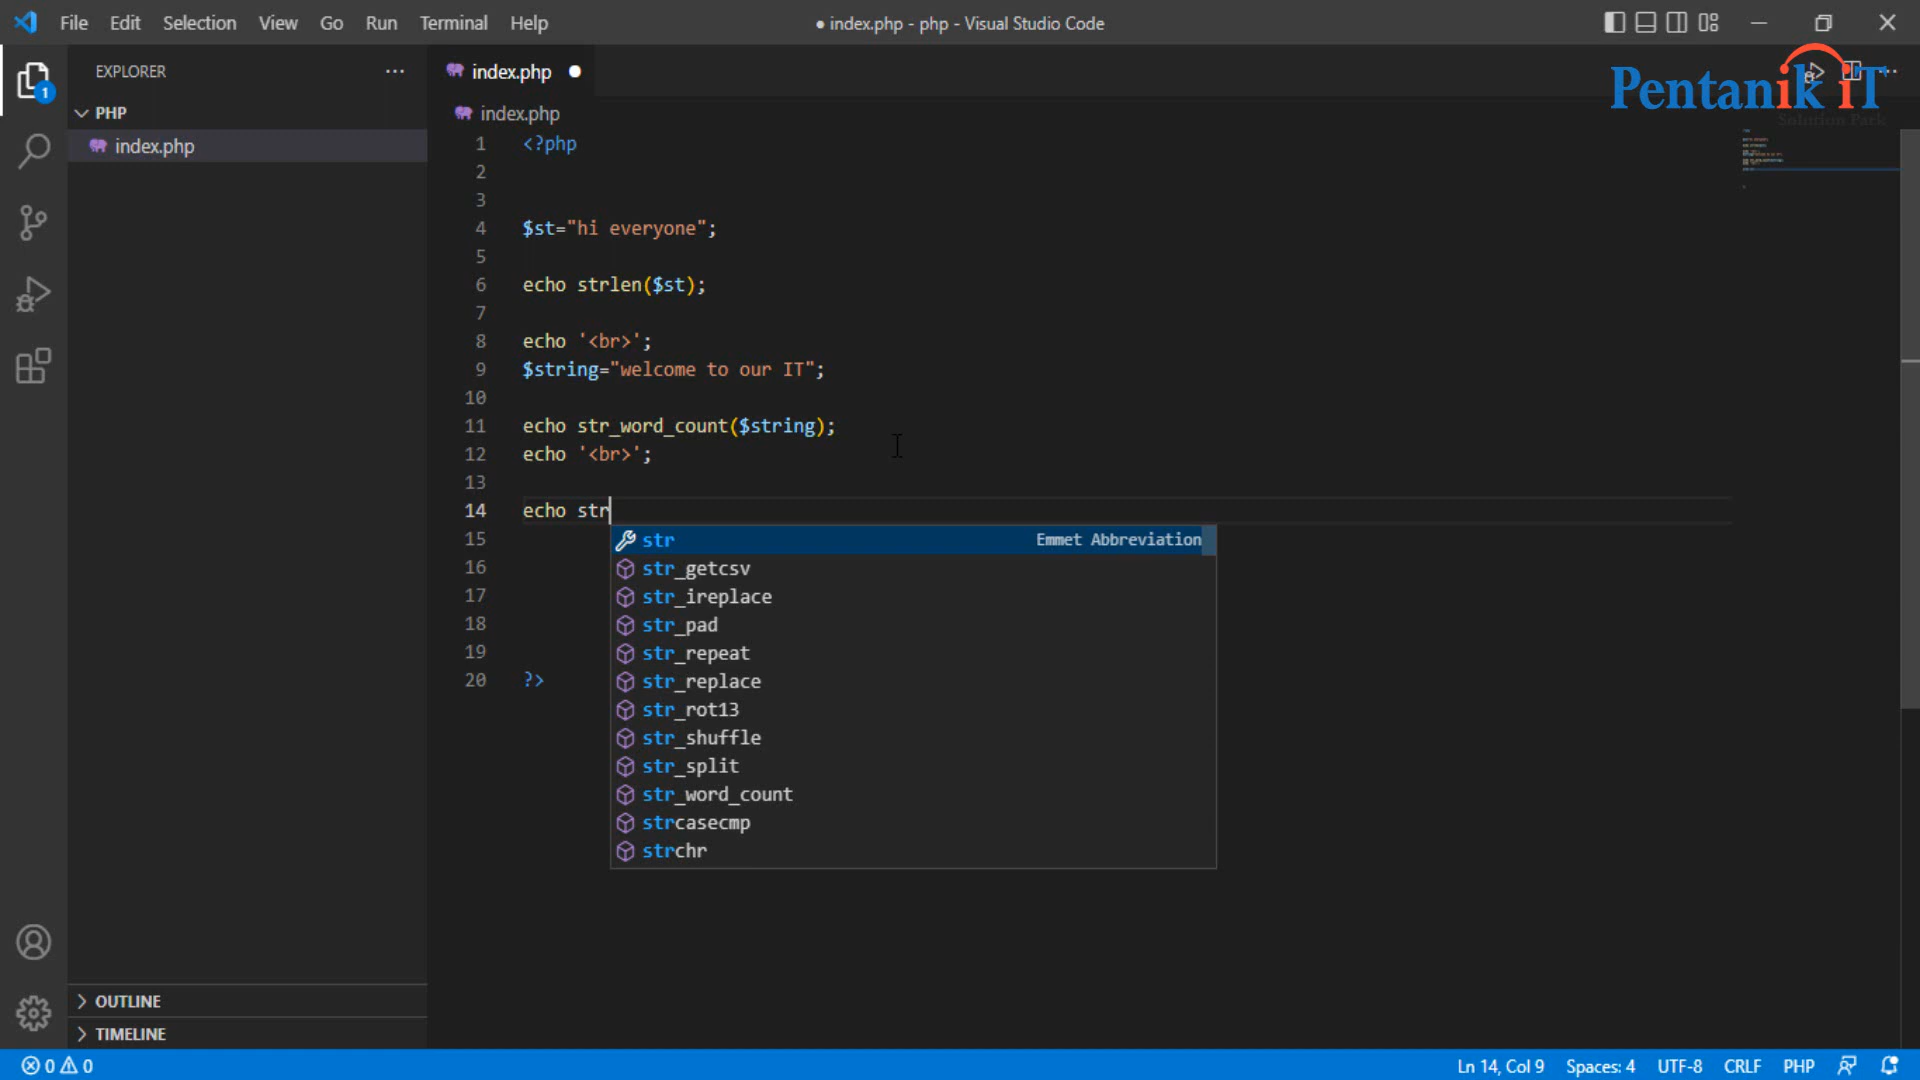 File Edit Selection View Go Run Terminal Help
● index.php - php - Visual Studio Code
Pentanik iT
Solution Park
EXPLORER
1
PHP
index.php
index.php
index.php
1 <?php
2
3
4 $st="hi everyone";
5
6 echo strlen($st);
7
8 echo '<br>';
9 $string="welcome to our IT";
10
11 echo str_word_count($string);
12 echo '<br>';
13
14 echo str
15
16
17
18
19
20 ?>
str Emmet Abbreviation
str_getcsv
str_ireplace
str_pad
str_repeat
str_replace
str_rot13
str_shuffle
str_split
str_word_count
strcasecmp
strchr
OUTLINE
TIMELINE
0 0
Ln 14, Col 9 Spaces: 4 UTF-8 CRLF PHP